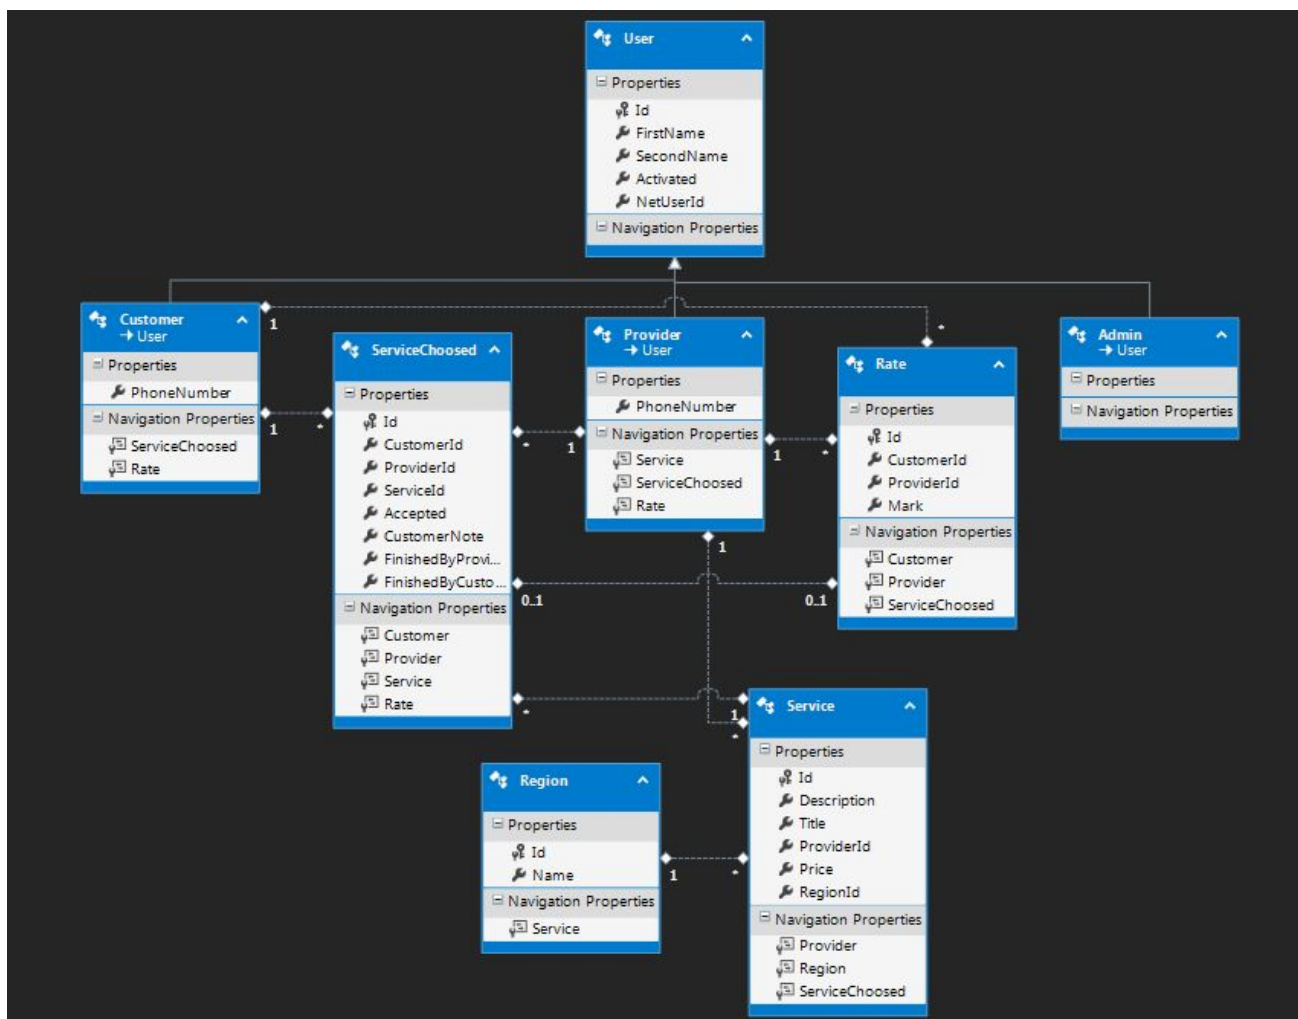 User
Properties
Id
FirstName
SecondName
Activated
NetUserId
Navigation Properties
Customer
User
Properties
PhoneNumber
Navigation Properties
ServiceChoosed
Rate
1
1
ServiceChoosed
Properties
Id
CustomerId
ProviderId
ServiceId
Accepted
CustomerNote
FinishedByProvi...
FinishedByCusto...
Navigation Properties
Customer
Provider
Service
Rate
*
*
0..1
*
Provider
User
Properties
PhoneNumber
Navigation Properties
Service
ServiceChoosed
Rate
1
1
1
Rate
Properties
Id
CustomerId
ProviderId
Mark
Navigation Properties
Customer
Provider
ServiceChoosed
*
*
0..1
Admin
User
Properties
Navigation Properties
Region
Properties
Id
Name
Navigation Properties
Service
1
Service
Properties
Id
Description
Title
ProviderId
Price
RegionId
Navigation Properties
Provider
Region
ServiceChoosed
1
*
*